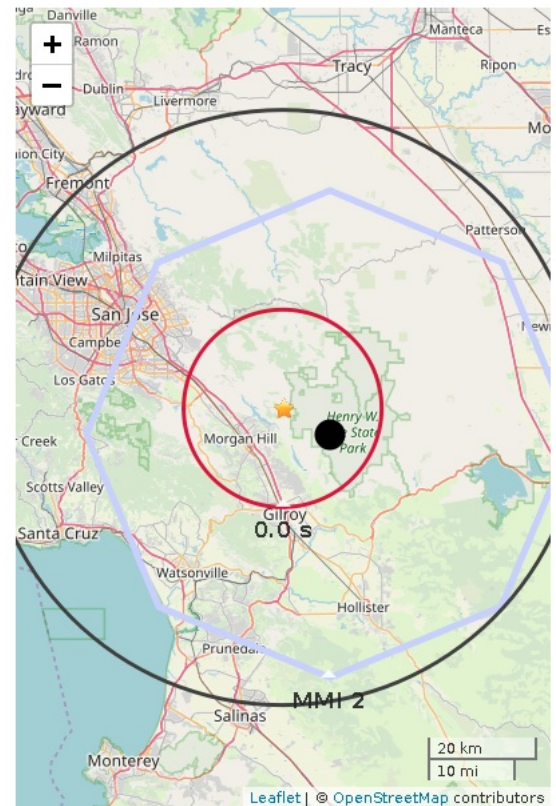 Danville
Manteca
Ramon
Tracy
Ripon
Dublin
Livermore
ayward
Mo
ion City
Fremont
Patterson
Milpitas
tain View
San Jose
Campbe
Los Gatos
Henry W.
State
Park
r Creek
Morgan Hill
Scotts Valley
Gilroy
0.0 s
Santa Cruz
Watsonville
Hollister
Pruneda
MMI 2
Salinas
Monterey
20 km
10 mi
+
−
Leaflet | © OpenStreetMap contributors